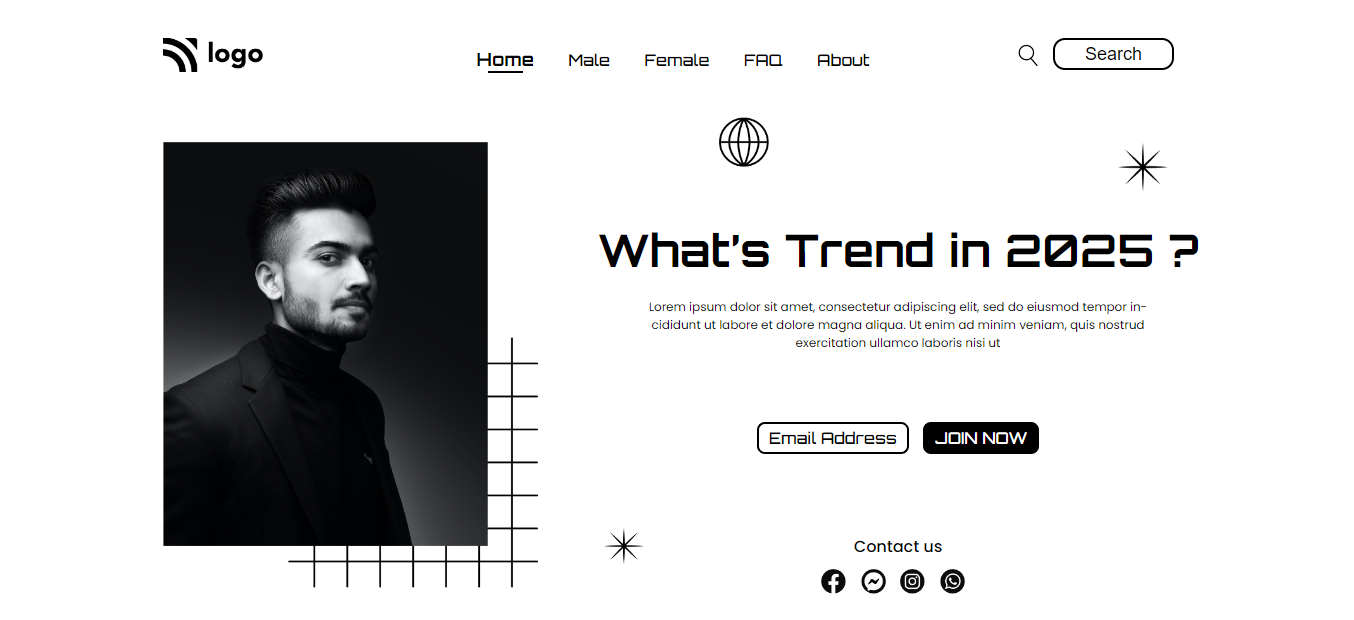 logo
Home Male Female FAQ About
Search
What's Trend in 2025 ?
Lorem ipsum dolor sit amet, consectetur adipiscing elit, sed do eiusmod tempor in-
cididunt ut labore et dolore magna aliqua. Ut enim ad minim veniam, quis nostrud
exercitation ullamco laboris nisi ut
Email Address JOIN NOW
Contact us